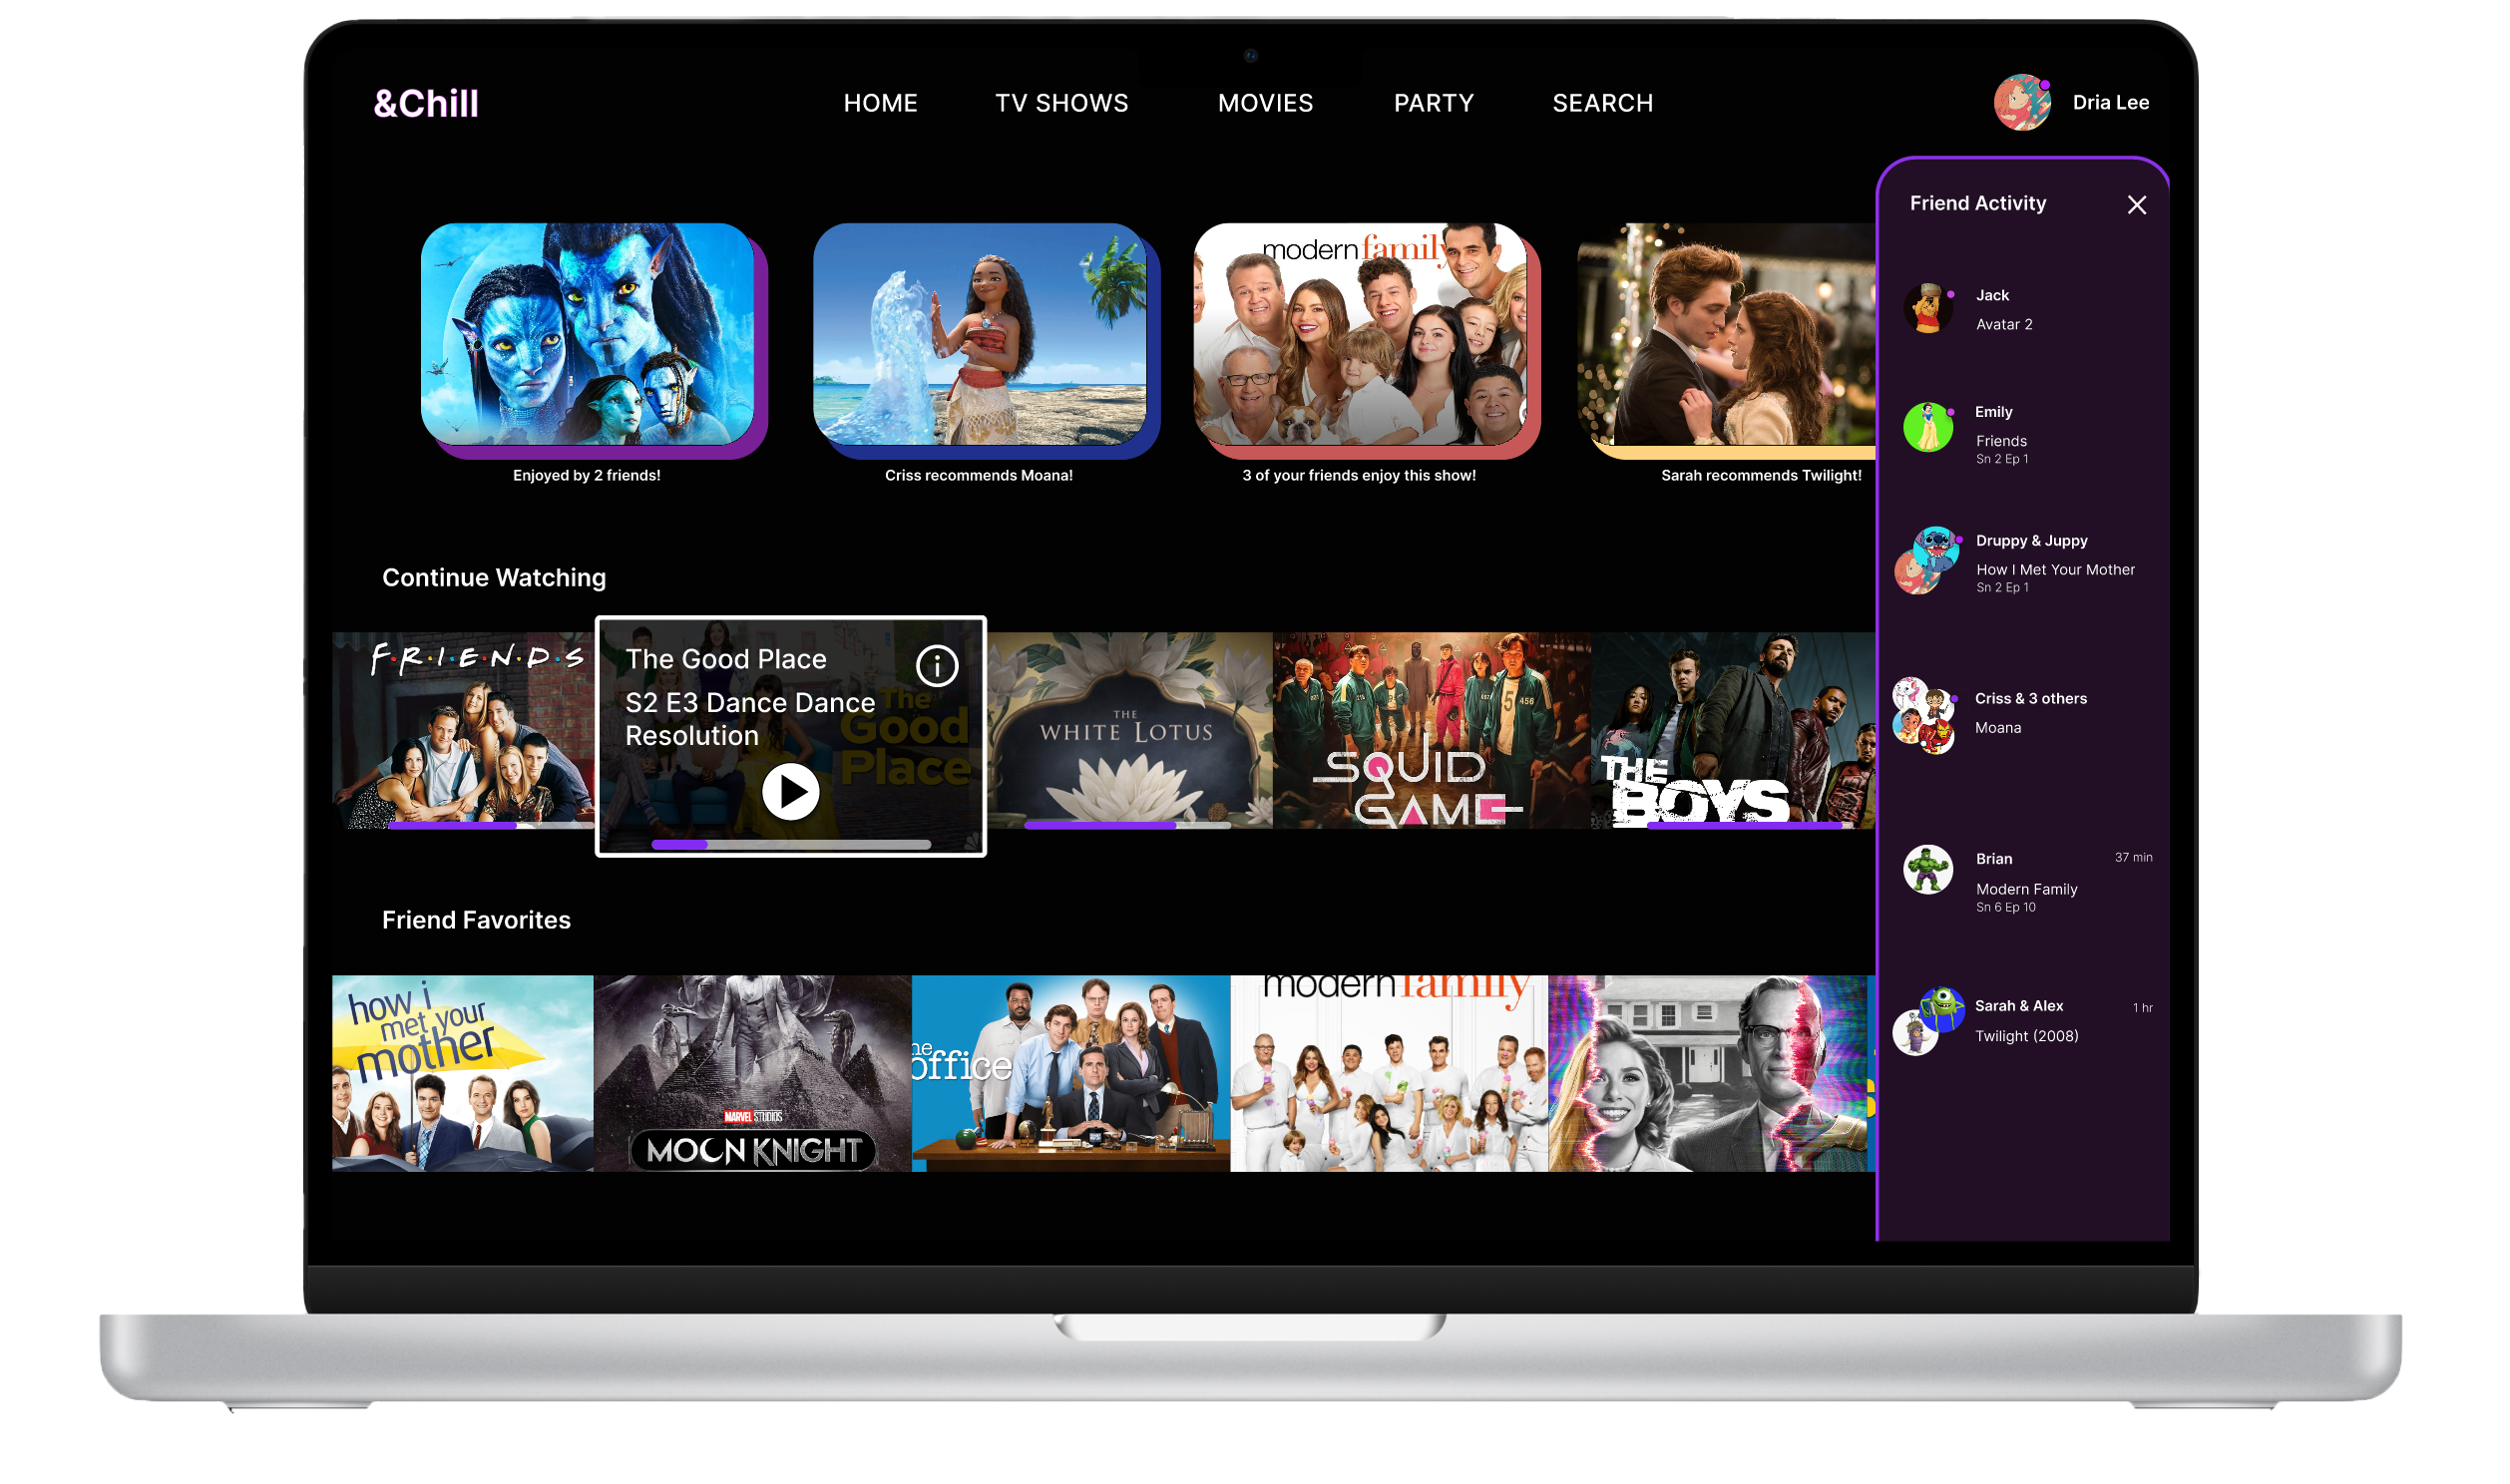 &Chill
HOME
TV SHOWS
MOVIES
PARTY
SEARCH
Dria Lee
modern family
Enjoyed by 2 friends!
Criss recommends Moana!
3 of your friends enjoy this show!
Sarah recommends Twilight!
Continue Watching
F·R·I·E·N·D·S
The Good Place
S2 E3 Dance Dance
Resolution
The
Good
Place
THE
WHITE LOTUS
456
SQUID
GAME
THE
BOYS
Friend Favorites
how i
met your
mother
MARVEL STUDIOS
MOON KNIGHT
office
modern family
Friend Activity
Jack
Avatar 2
Emily
Friends
Sn 2 Ep 1
Druppy & Juppy
How I Met Your Mother
Sn 2 Ep 1
Criss & 3 others
Moana
Brian
37 min
Modern Family
Sn 6 Ep 10
Sarah & Alex
1 hr
Twilight (2008)